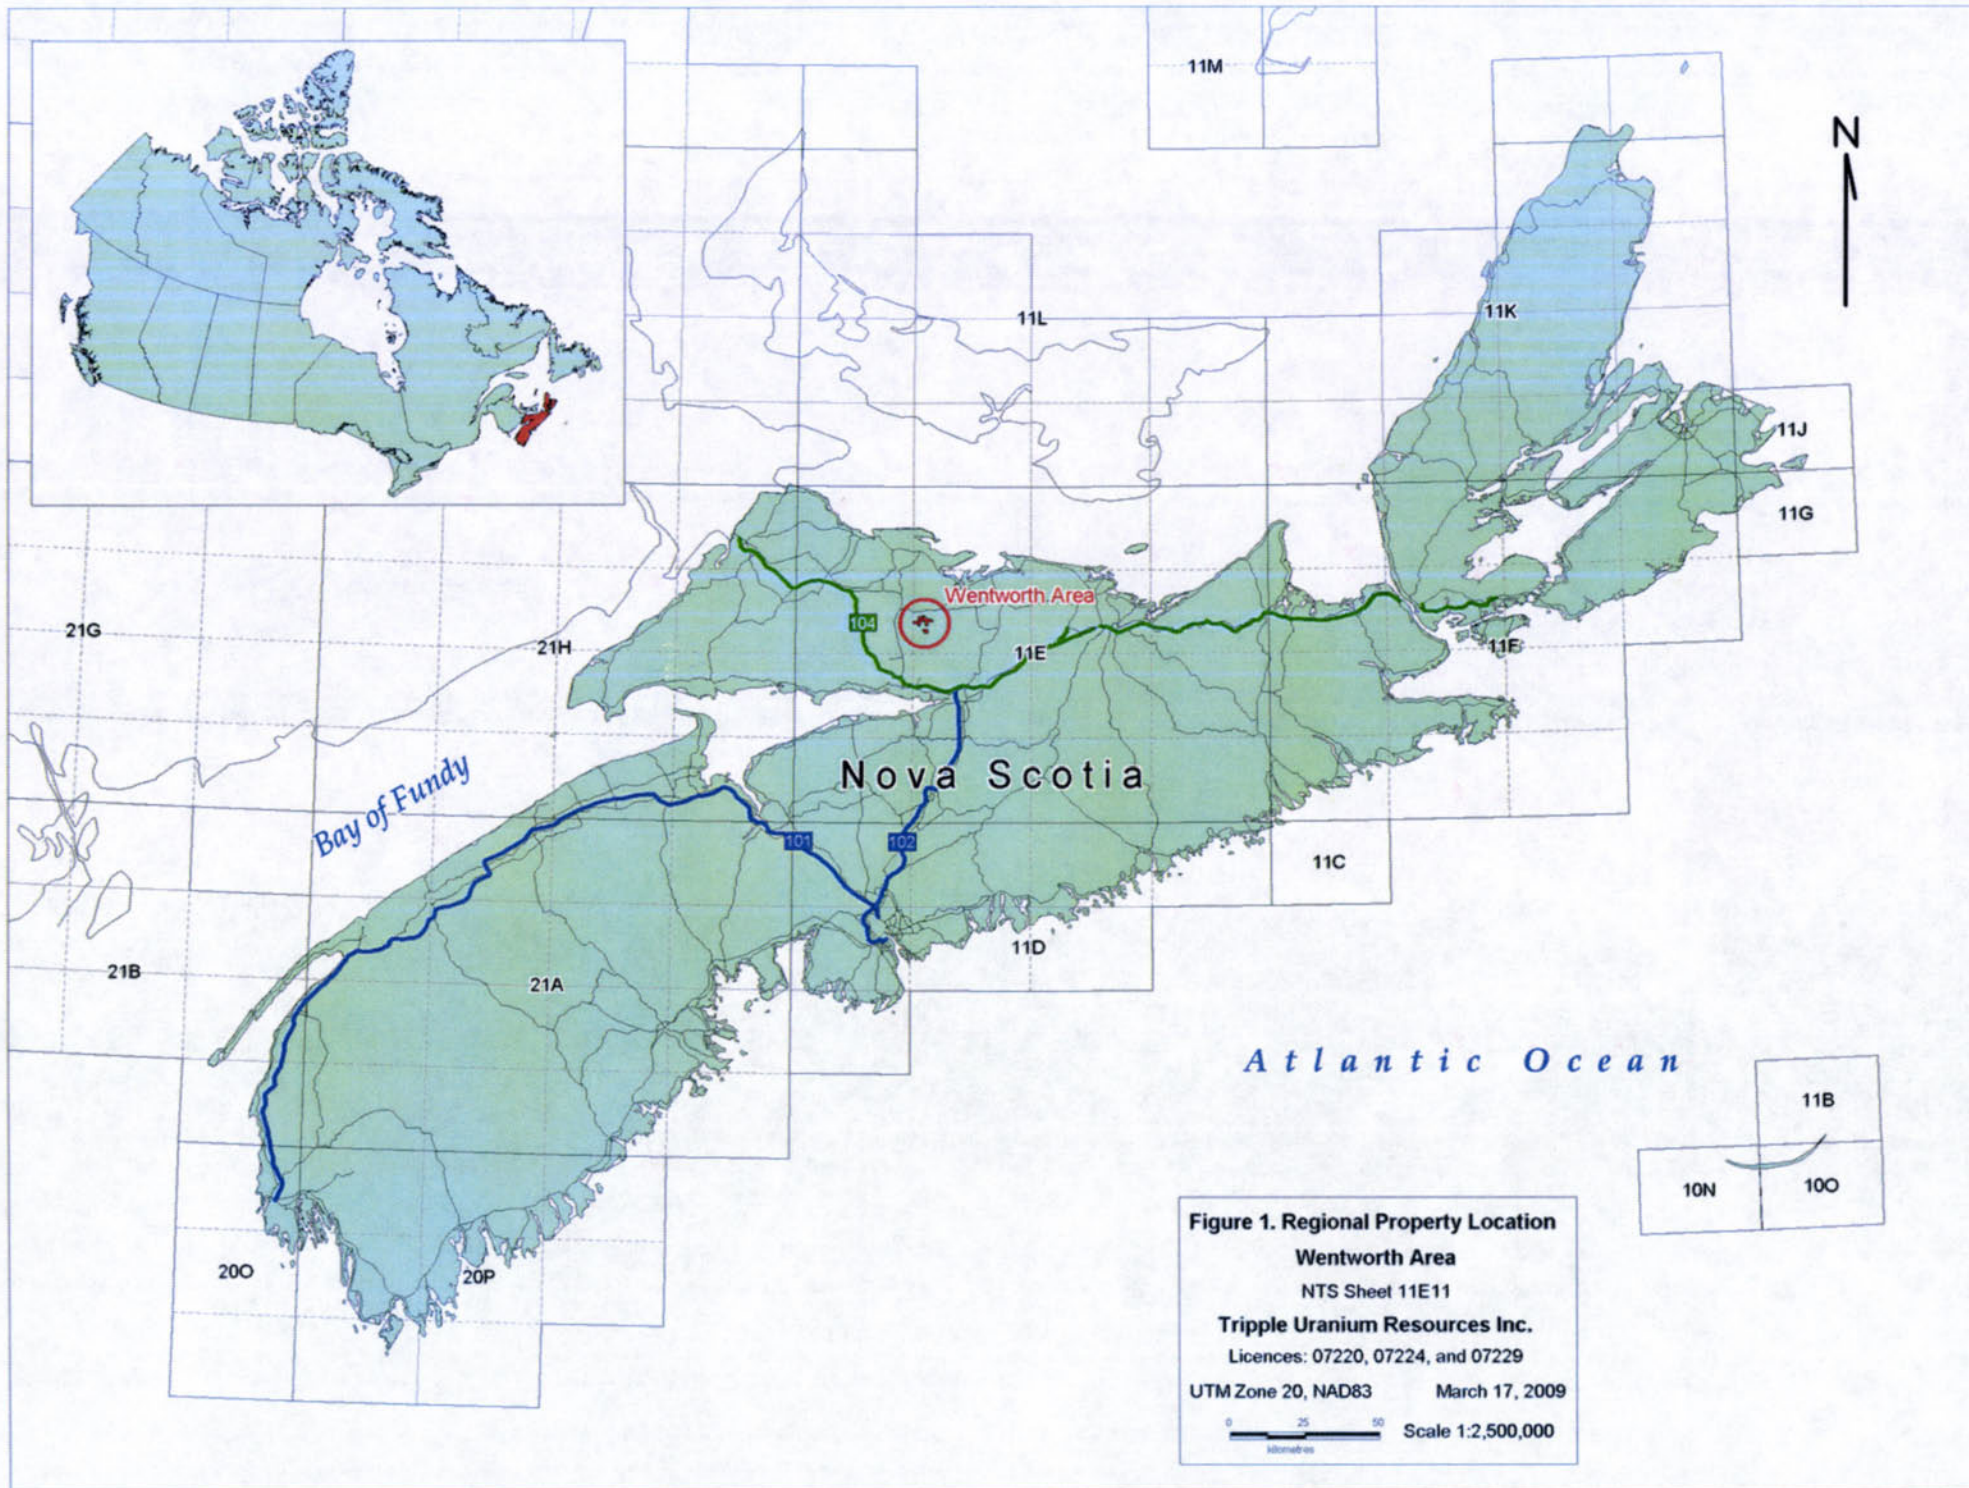 11M
N
11L
11K
11J
11G
Wentworth Area
104
21G
21H
11E
11F
Nova Scotia
Bay of Fundy
101
102
11C
11D
21B
21A
Atlantic Ocean
11B
10N
10O
20O
20P
Figure 1. Regional Property Location
Wentworth Area
NTS Sheet 11E11
Tripple Uranium Resources Inc.
Licences: 07220, 07224, and 07229
UTM Zone 20, NAD83 March 17, 2009
0 25 50
Scale 1:2,500,000
kilometres